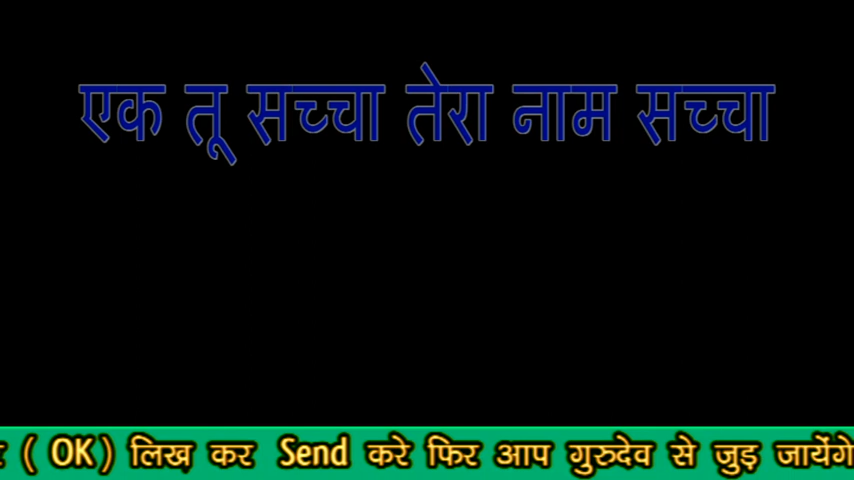 एक तू सच्चा तेरा नाम सच्चा
( OK) लिख कर Send करे फिर आप गुरुदेव से जुड़ जायेंगे